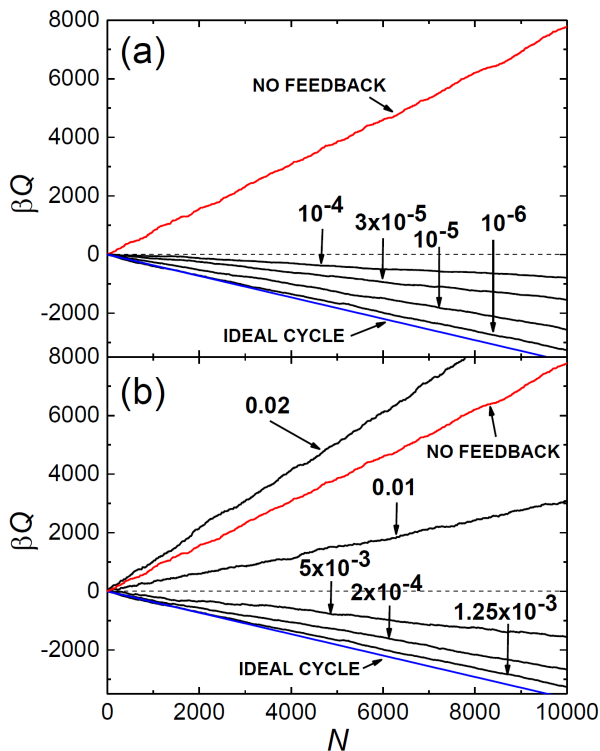 (a)
8000
6000
4000
2000
0
-2000
8000
βQ
NO FEEDBACK
10⁻⁴
3x10⁻⁵
10⁻⁵
10⁻⁶
IDEAL CYCLE
(b)
6000
4000
2000
0
-2000
βQ
0.02
NO FEEDBACK
0.01
5x10⁻³
2x10⁻⁴
1.25x10⁻³
IDEAL CYCLE
0 2000 4000 6000 8000 10000
N